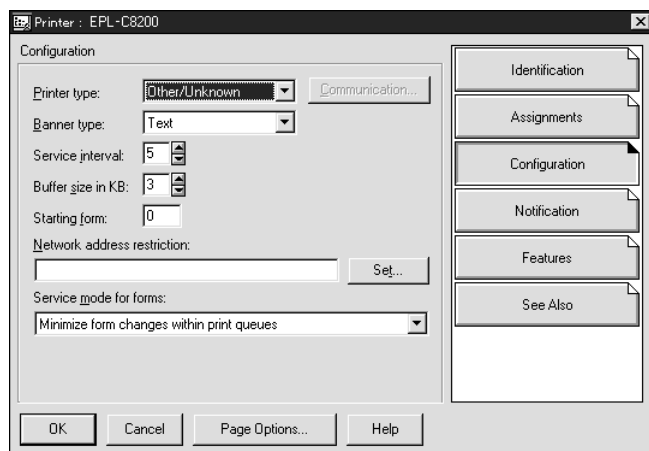 Printer : EPL-C8200
Configuration
Printer type: Other/Unknown Communication...
Banner type: Text
Service interval: 5
Buffer size in KB: 3
Starting form: 0
Network address restriction:
Set...
Service mode for forms:
Minimize form changes within print queues
OK Cancel Page Options... Help
Identification
Assignments
Configuration
Notification
Features
See Also